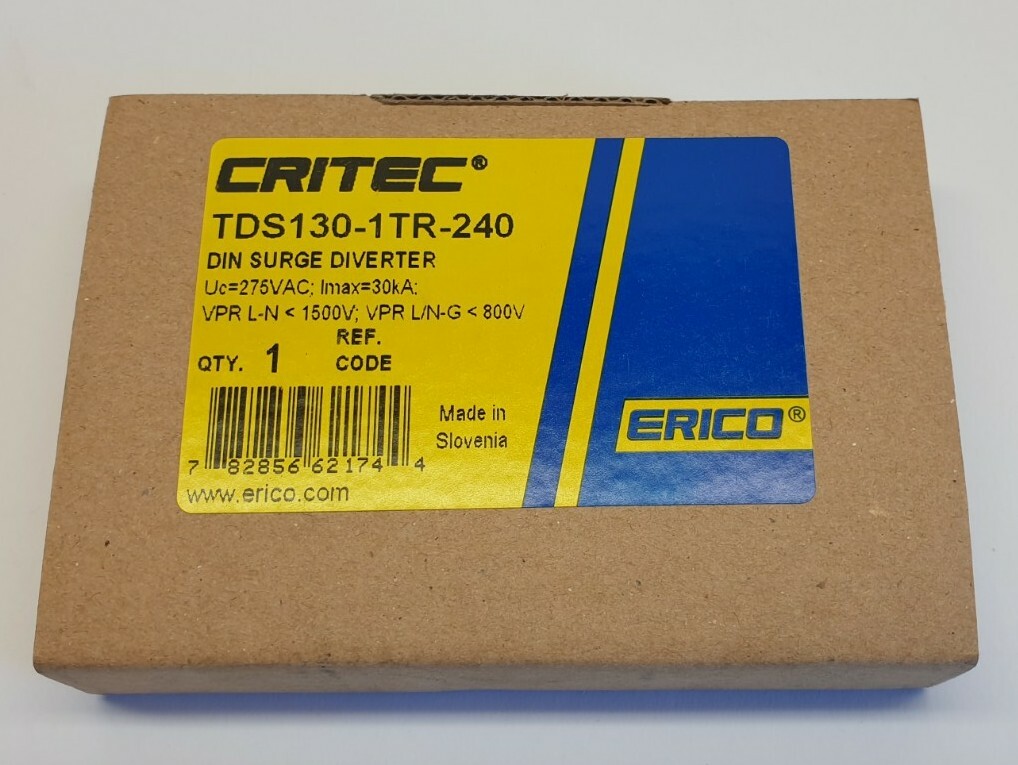 CRITEC®
TDS130-1TR-240
DIN SURGE DIVERTER
Uc=275VAC; Imax=30kA;
VPR L-N < 1500V; VPR L/N-G < 800V
REF.
QTY. 1 CODE
Made in
Slovenia
7 82856 62174 4
www.erico.com
ERICO®